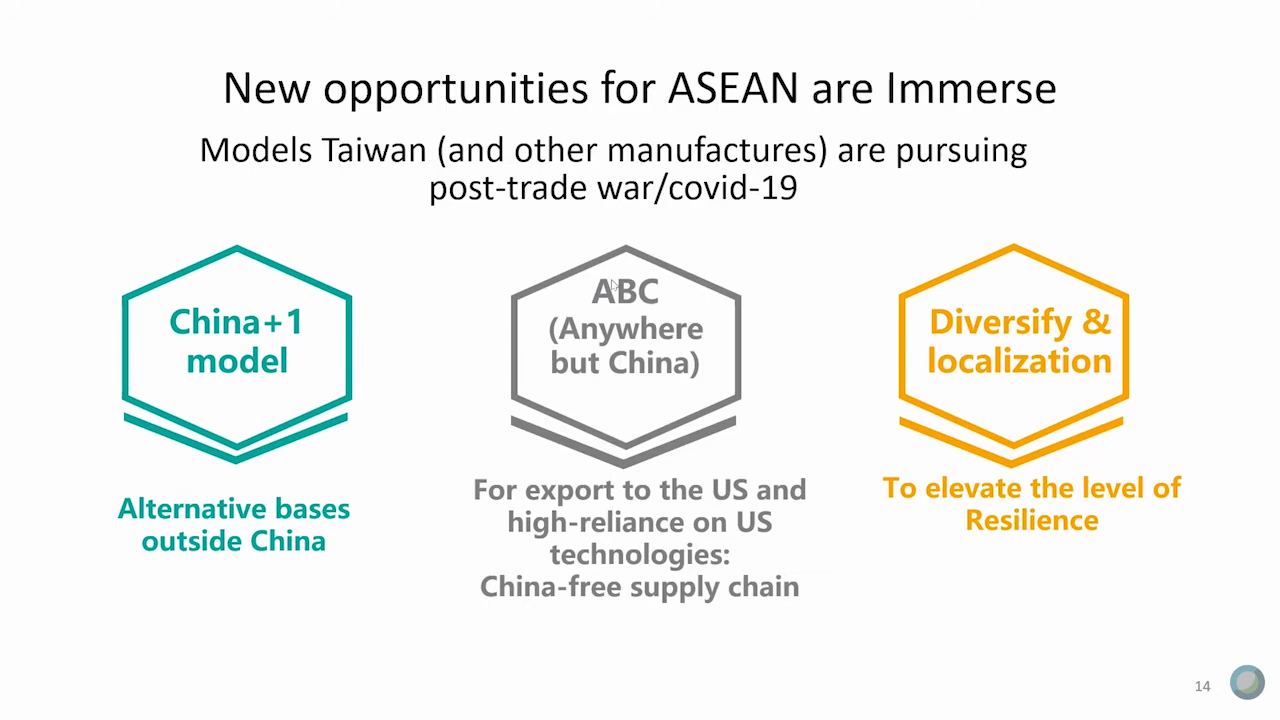 New opportunities for ASEAN are Immerse
Models Taiwan (and other manufactures) are pursuing
post-trade war/covid-19
China+1
model
Alternative bases
outside China
ABC
(Anywhere
but China)
For export to the US and
high-reliance on US
technologies:
China-free supply chain
Diversify &
localization
To elevate the level of
Resilience
14